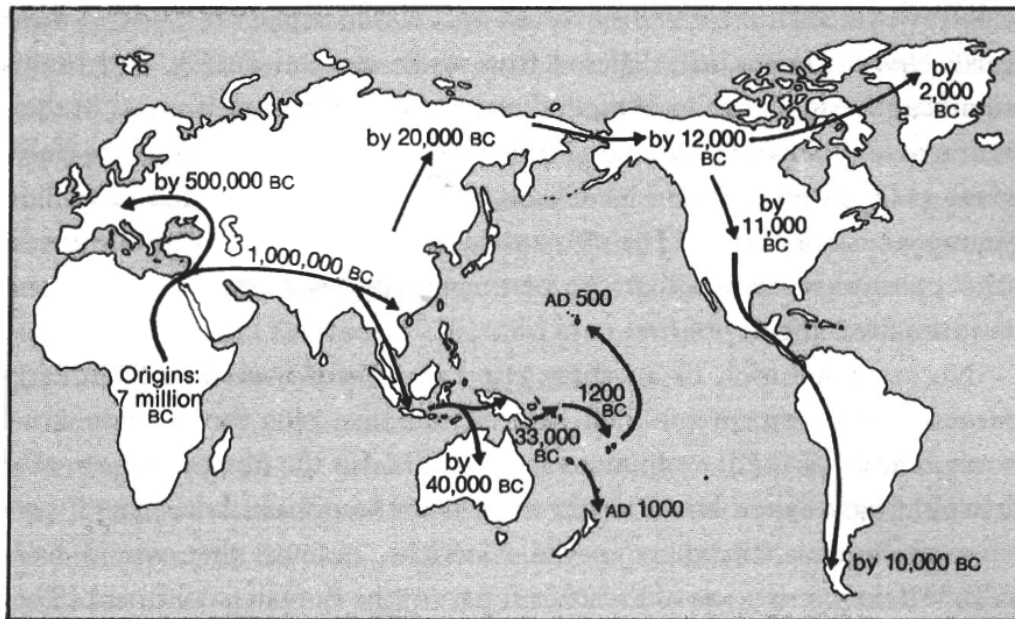 by
2,000
BC
by 20,000 BC
by 12,000
BC
by 500,000 BC
by
11,000
BC
1,000,000 BC
AD 500
Origins:
7 million
BC
1200
BC
33,000
BC
by
40,000 BC
AD 1000
by 10,000 BC